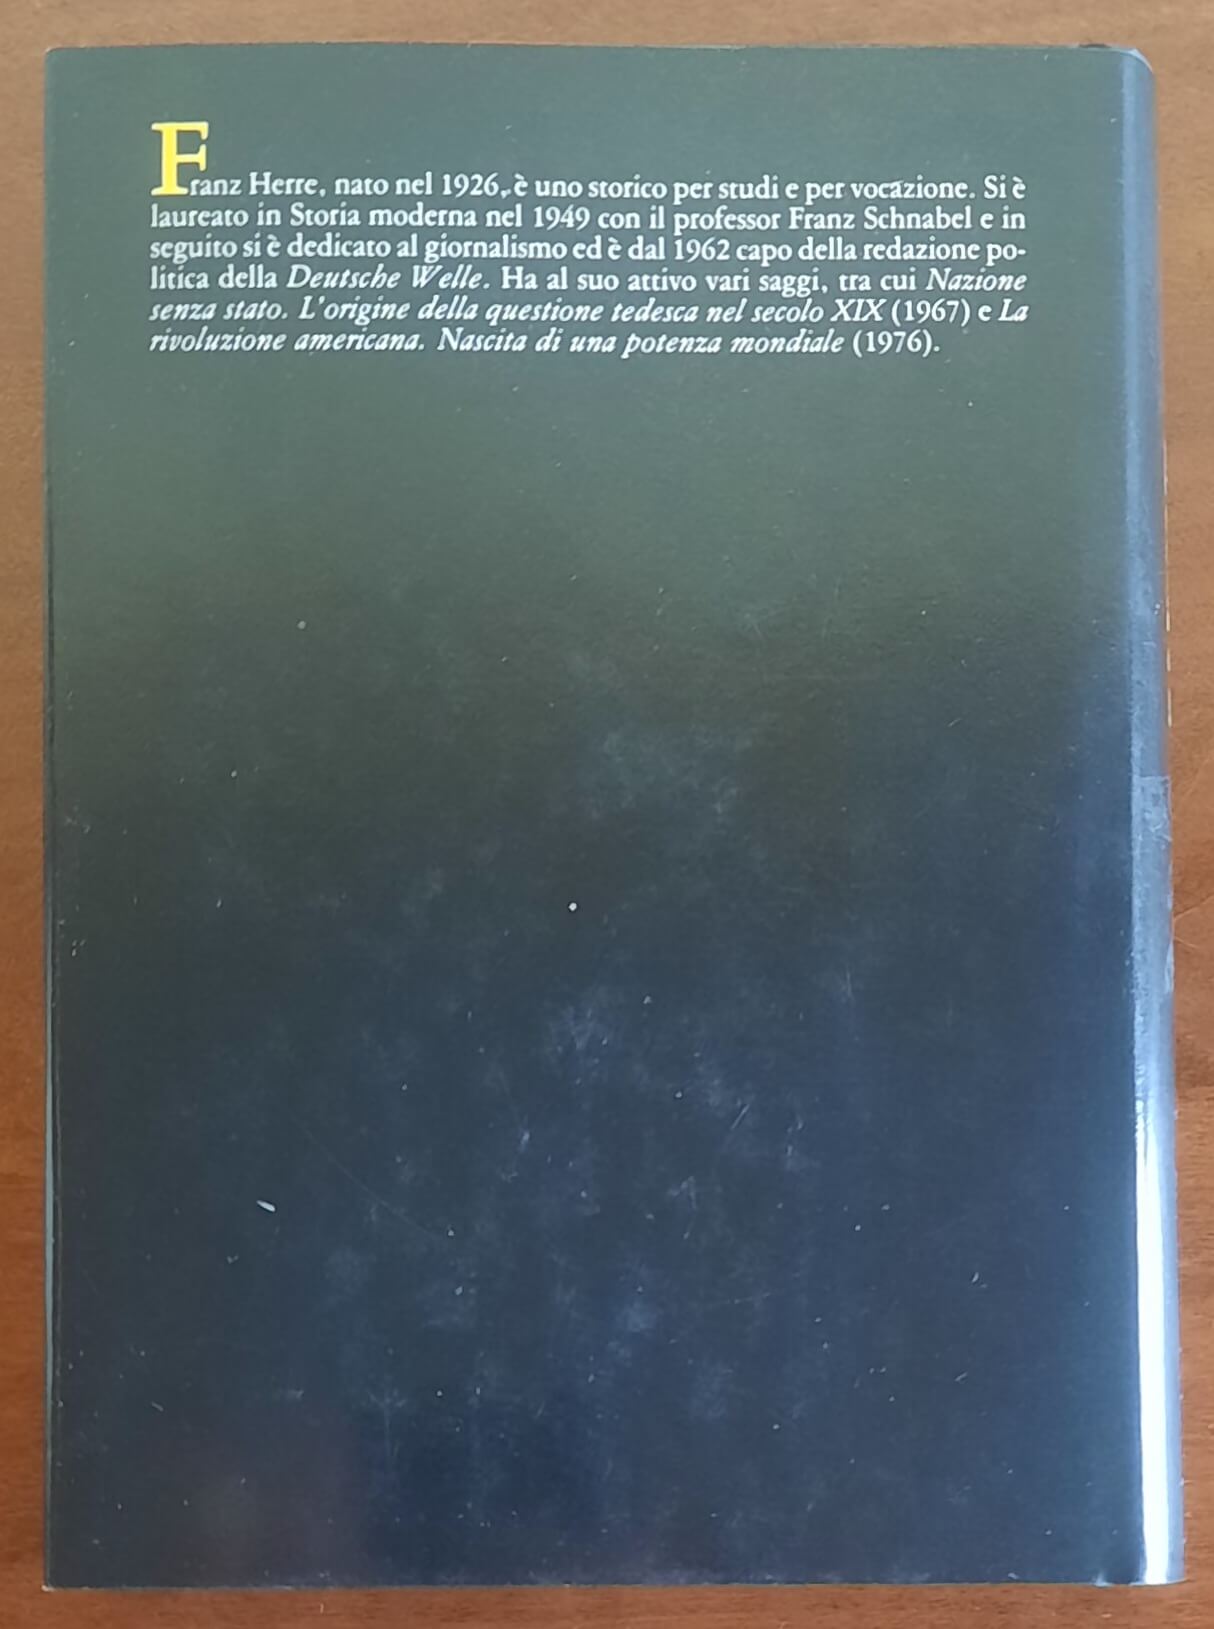 Franz Herre, nato nel 1926, è uno storico per studi e per vocazione. Si è
laureato in Storia moderna nel 1949 con il professor Franz Schnabel e in
seguito si è dedicato al giornalismo ed è dal 1962 capo della redazione po-
litica della Deutsche Welle. Ha al suo attivo vari saggi, tra cui Nazione
senza stato. L'origine della questione tedesca nel secolo XIX (1967) e La
rivoluzione americana. Nascita di una potenza mondiale (1976).